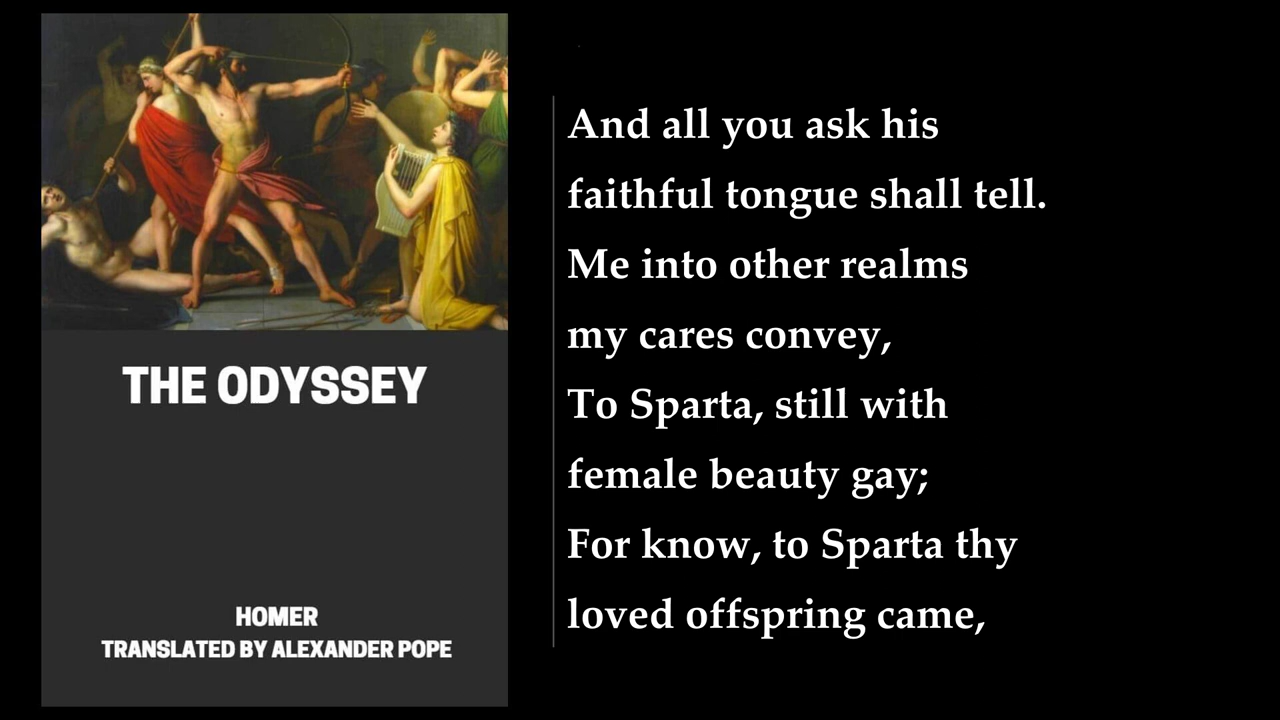 THE ODYSSEY
HOMER
TRANSLATED BY ALEXANDER POPE
And all you ask his
faithful tongue shall tell.
Me into other realms
my cares convey,
To Sparta, still with
female beauty gay;
For know, to Sparta thy
loved offspring came,